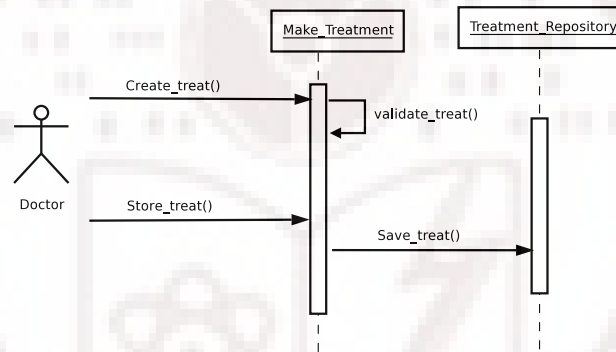 Make_Treatment
Treatment_Repository
Create_treat()
validate_treat()
Doctor
Store_treat()
Save_treat()